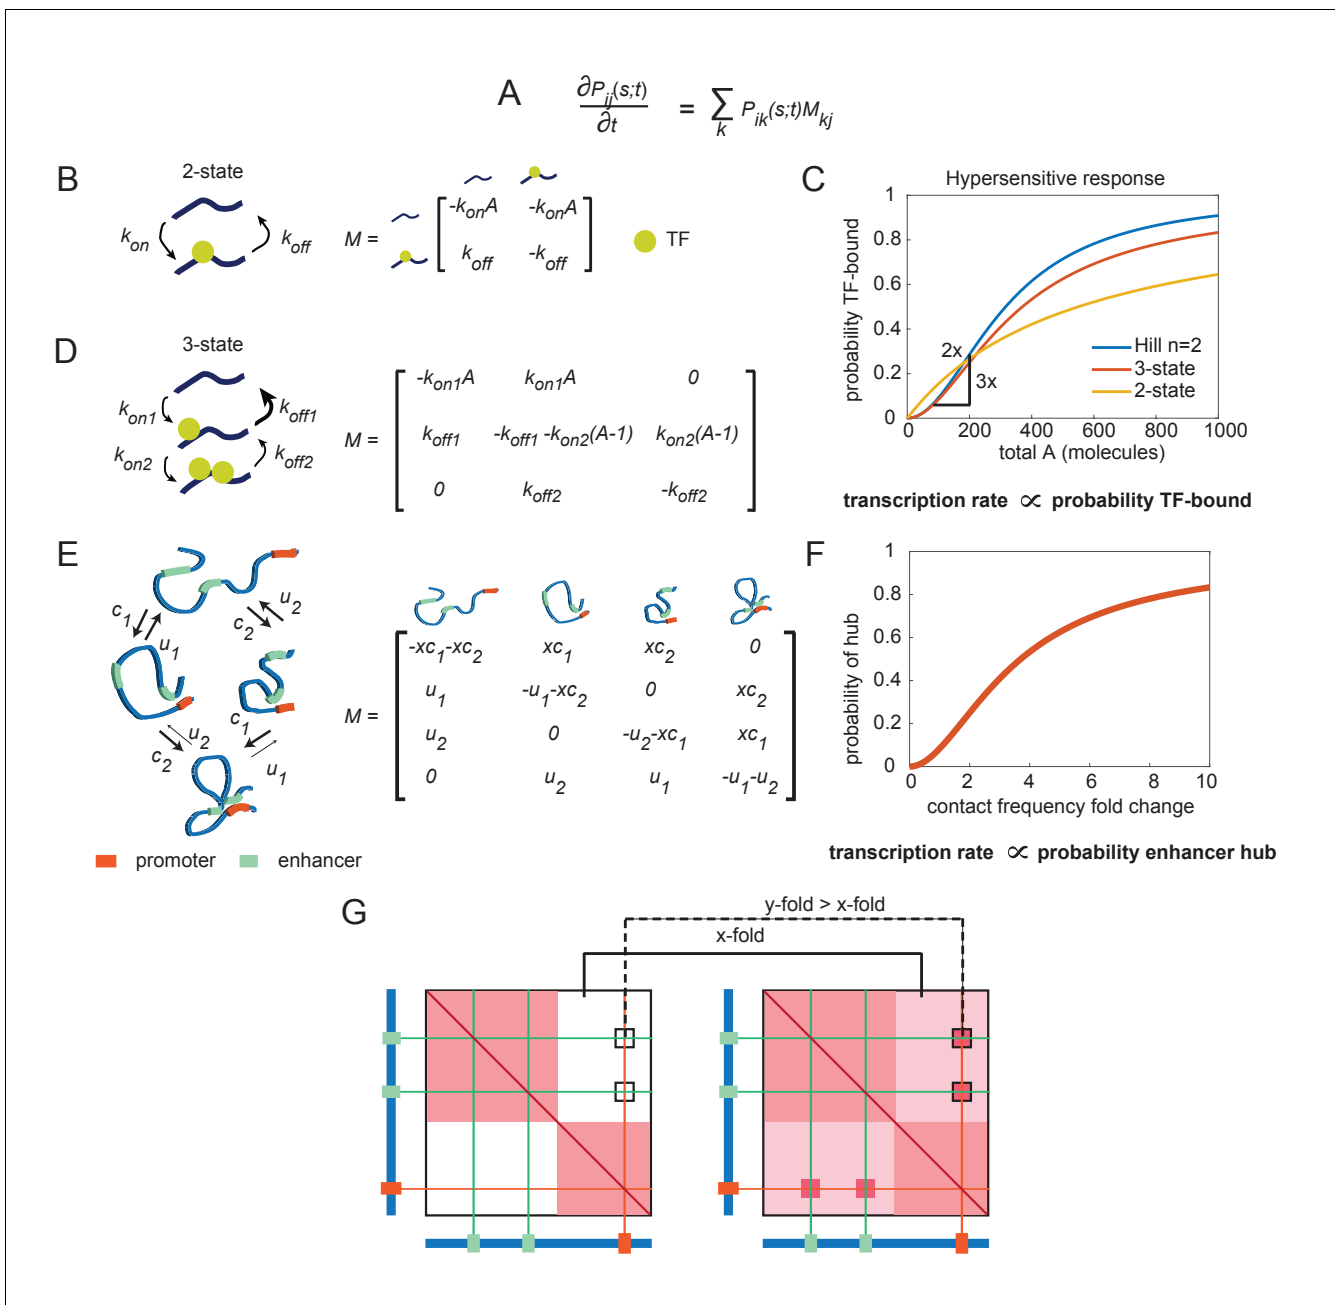 A
∂P_ij(s;t)
∂t
= ∑_k P_ik(s;t)M_kj
B
2-state
k_on
k_off
M =
-k_onA -k_onA
k_off -k_off
TF
C
Hypersensitive response
probability TF-bound
1
0.8
0.6
0.4
0.2
0
2x
3x
Hill n=2
3-state
2-state
0 200 400 600 800 1000
total A (molecules)
transcription rate ∝ probability TF-bound
D
3-state
k_on1
k_off1
k_on2
k_off2
M =
-k_on1A k_on1A 0
k_off1 -k_off1-k_on2(A-1) k_on2(A-1)
0 k_off2 -k_off2
E
c_1
u_1
c_2
u_2
c_2
u_2
c_1
u_1
M =
-xc_1-xc_2 xc_1 xc_2 0
u_1 -u_1-xc_2 0 xc_2
u_2 0 -u_2-xc_1 xc_1
0 u_2 u_1 -u_1-u_2
promoter
enhancer
F
probability of hub
1
0.8
0.6
0.4
0.2
0
0 2 4 6 8 10
contact frequency fold change
transcription rate ∝ probability enhancer hub
G
y-fold > x-fold
x-fold